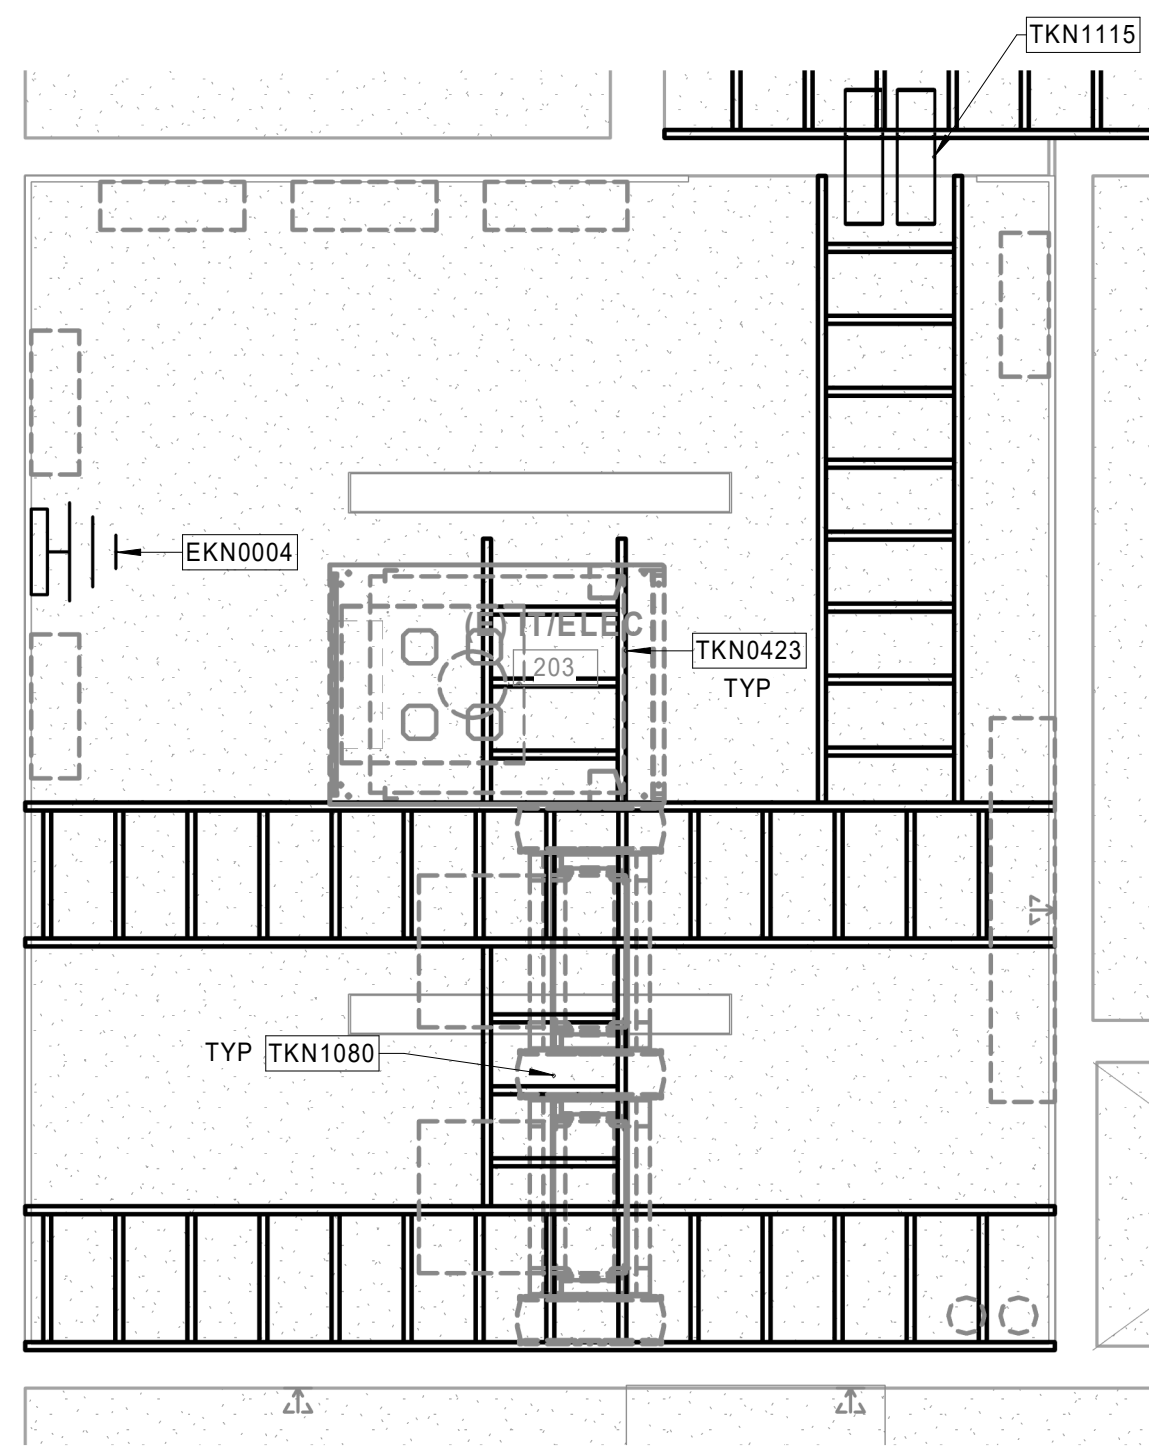 TKN1115
EKN0004
(E) IT/ELEC
203
TKN0423
TYP
TYP TKN1080